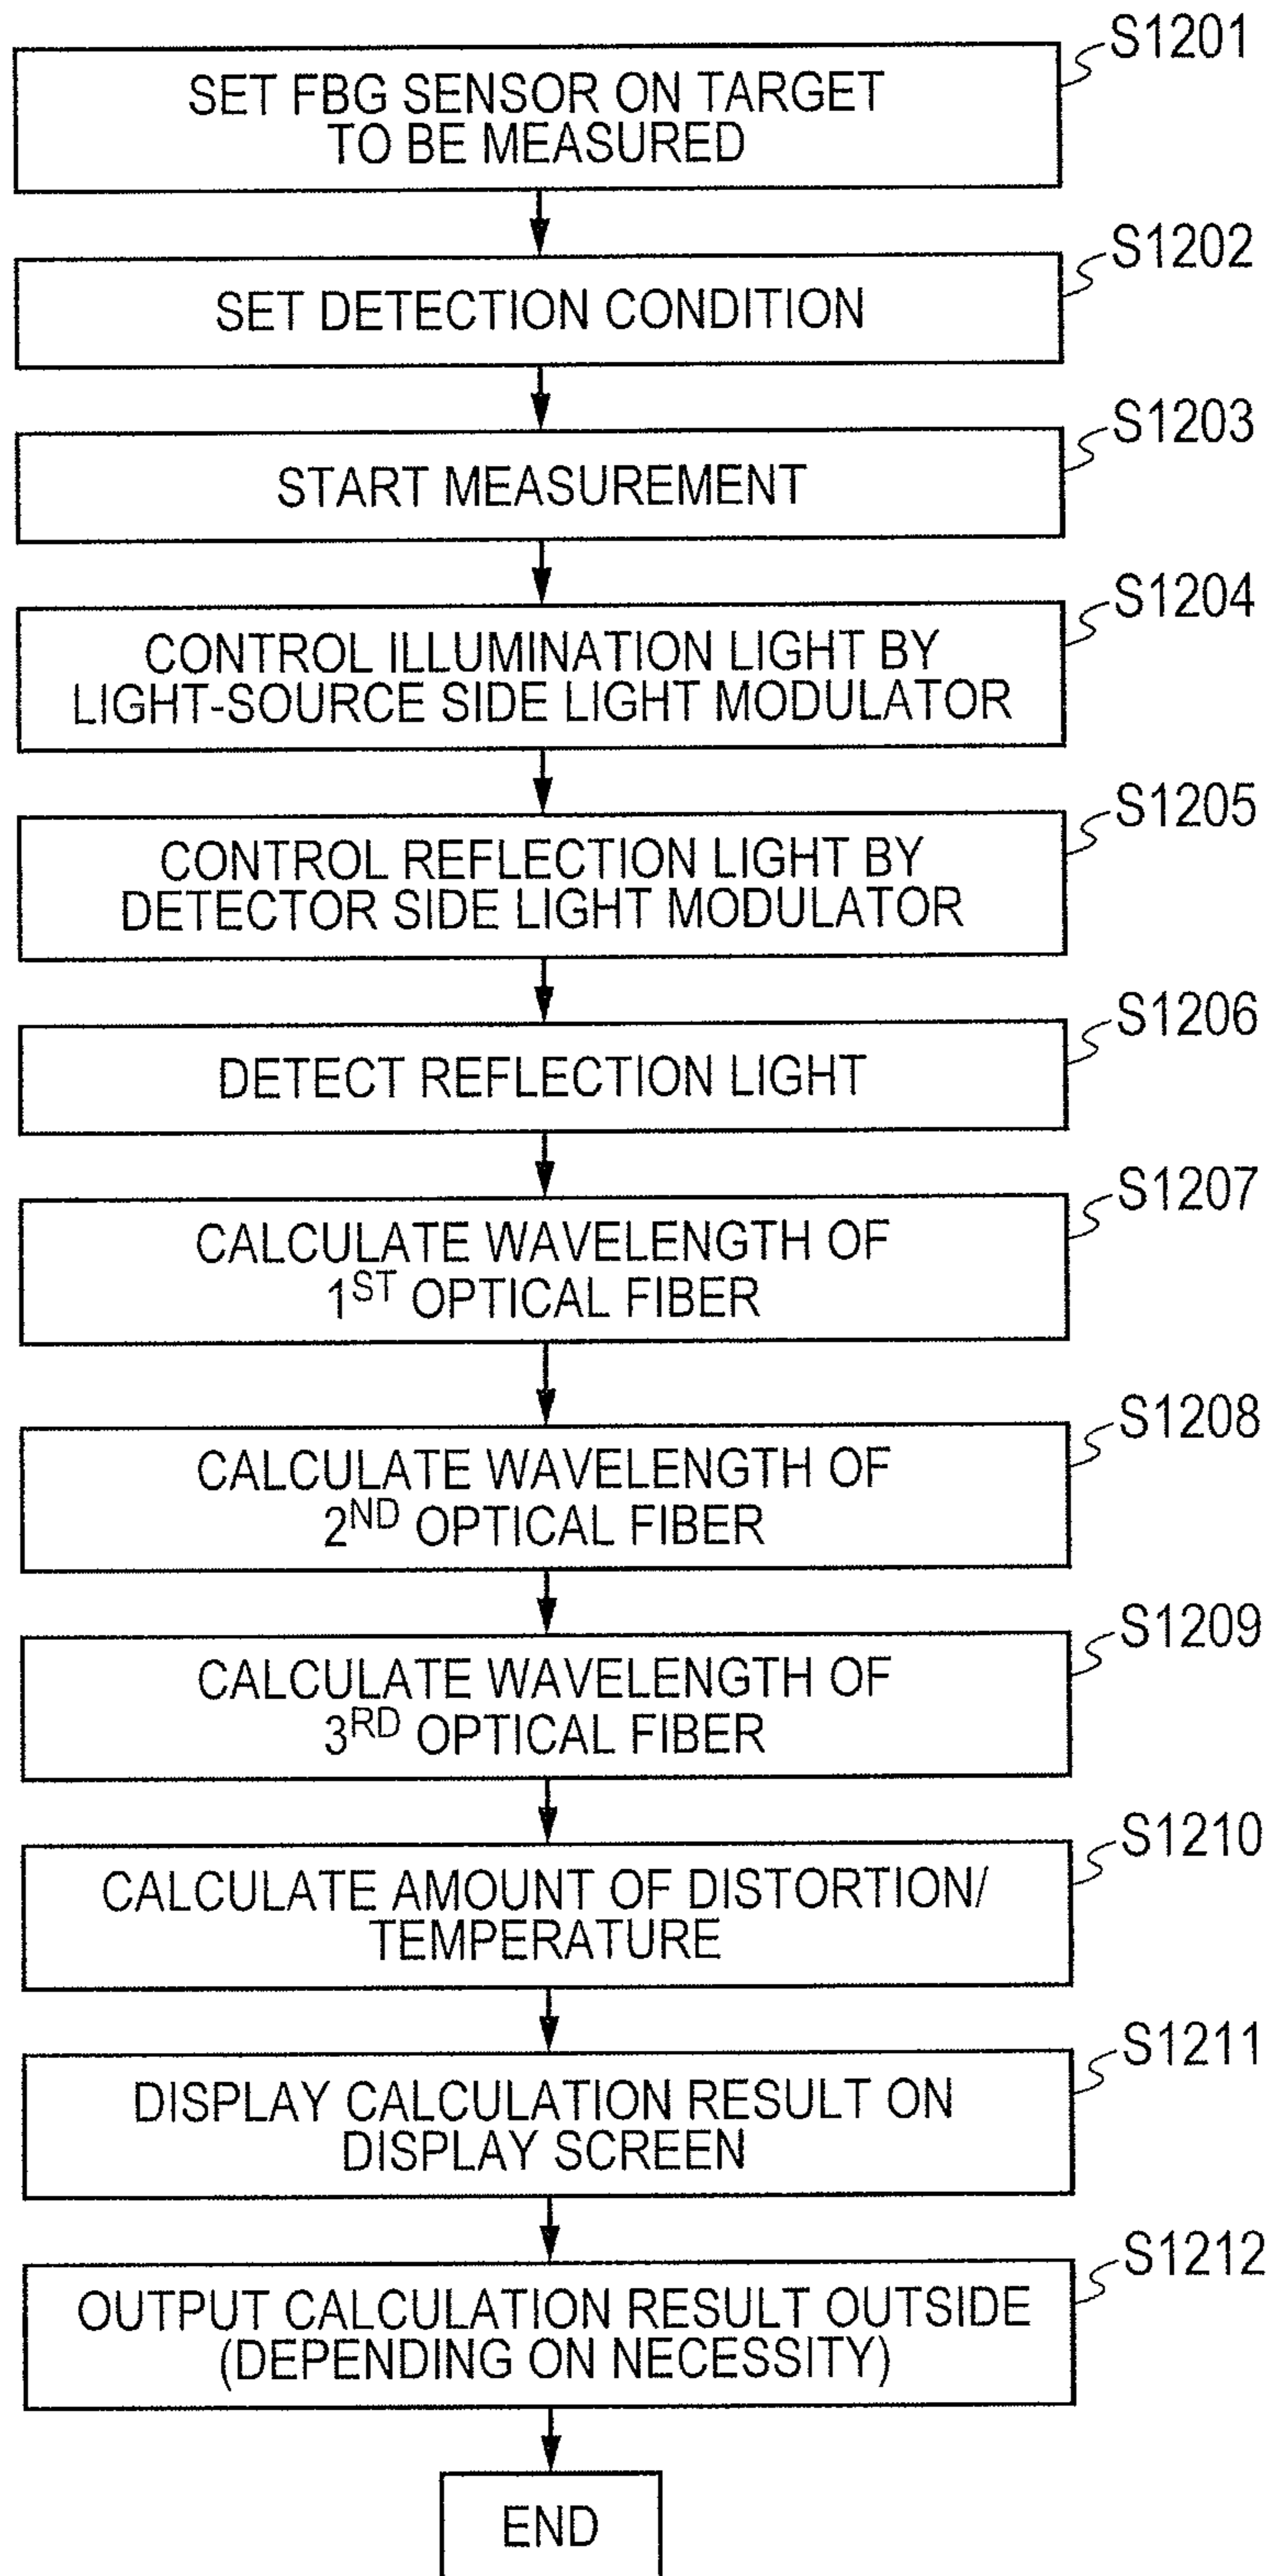 S1201
SET FBG SENSOR ON TARGET
TO BE MEASURED
S1202
SET DETECTION CONDITION
S1203
START MEASUREMENT
S1204
CONTROL ILLUMINATION LIGHT BY
LIGHT-SOURCE SIDE LIGHT MODULATOR
S1205
CONTROL REFLECTION LIGHT BY
DETECTOR SIDE LIGHT MODULATOR
S1206
DETECT REFLECTION LIGHT
S1207
CALCULATE WAVELENGTH OF
1ST OPTICAL FIBER
S1208
CALCULATE WAVELENGTH OF
2ND OPTICAL FIBER
S1209
CALCULATE WAVELENGTH OF
3RD OPTICAL FIBER
S1210
CALCULATE AMOUNT OF DISTORTION/
TEMPERATURE
S1211
DISPLAY CALCULATION RESULT ON
DISPLAY SCREEN
S1212
OUTPUT CALCULATION RESULT OUTSIDE
(DEPENDING ON NECESSITY)
END